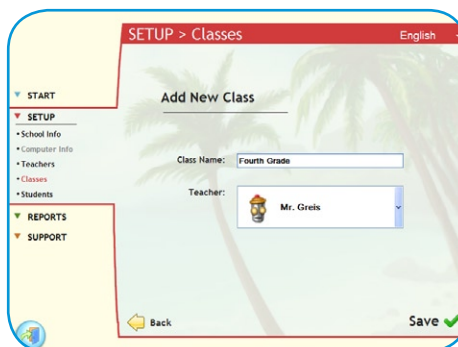 SETUP > Classes
English
START
SETUP
• School Info
• Computer Info
• Teachers
• Classes
• Students
REPORTS
SUPPORT
Add New Class
Class Name: Fourth Grade
Teacher: Mr. Greis
Back
Save